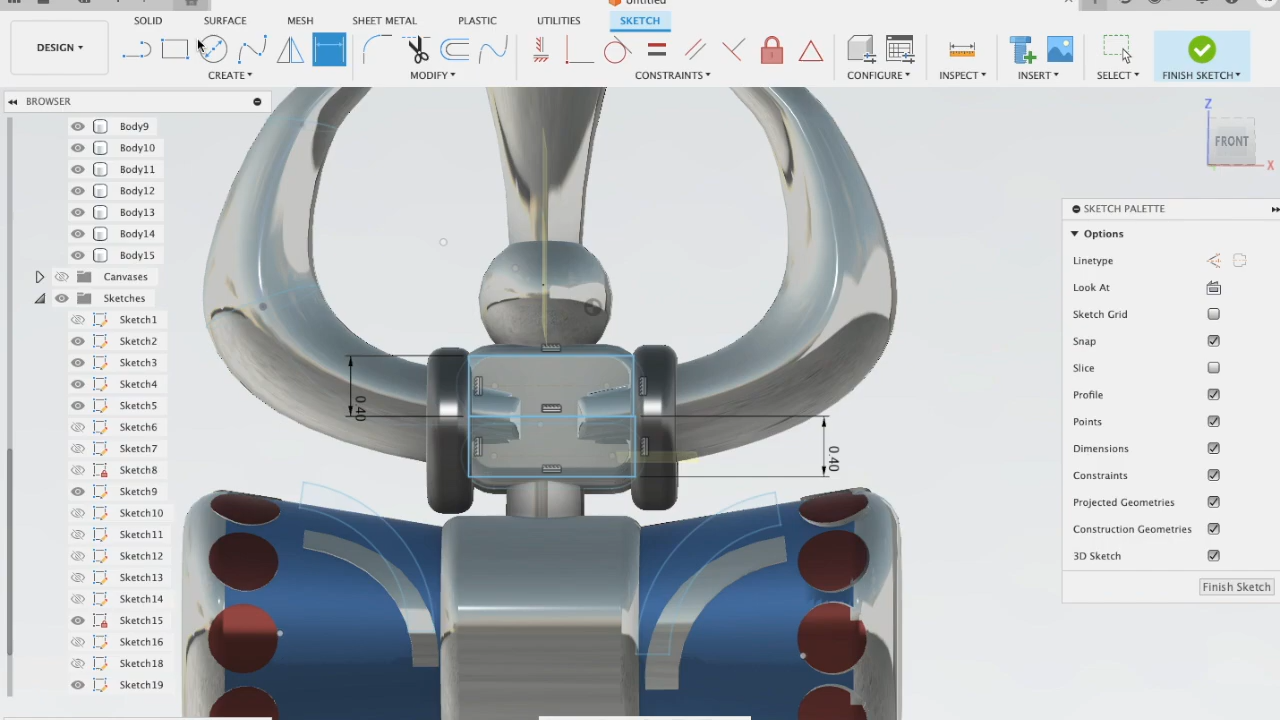 Untitled
SOLID SURFACE MESH SHEET METAL PLASTIC UTILITIES SKETCH
DESIGN
CREATE MODIFY CONSTRAINTS CONFIGURE INSPECT INSERT SELECT FINISH SKETCH
BROWSER
Body9
Body10
Body11
Body12
Body13
Body14
Body15
Canvases
Sketches
Sketch1
Sketch2
Sketch3
Sketch4
Sketch5
Sketch6
Sketch7
Sketch8
Sketch9
Sketch10
Sketch11
Sketch12
Sketch13
Sketch14
Sketch15
Sketch16
Sketch18
Sketch19
0.40
0.40
Z
FRONT
X
SKETCH PALETTE
Options
Linetype
Look At
Sketch Grid
Snap
Slice
Profile
Points
Dimensions
Constraints
Projected Geometries
Construction Geometries
3D Sketch
Finish Sketch